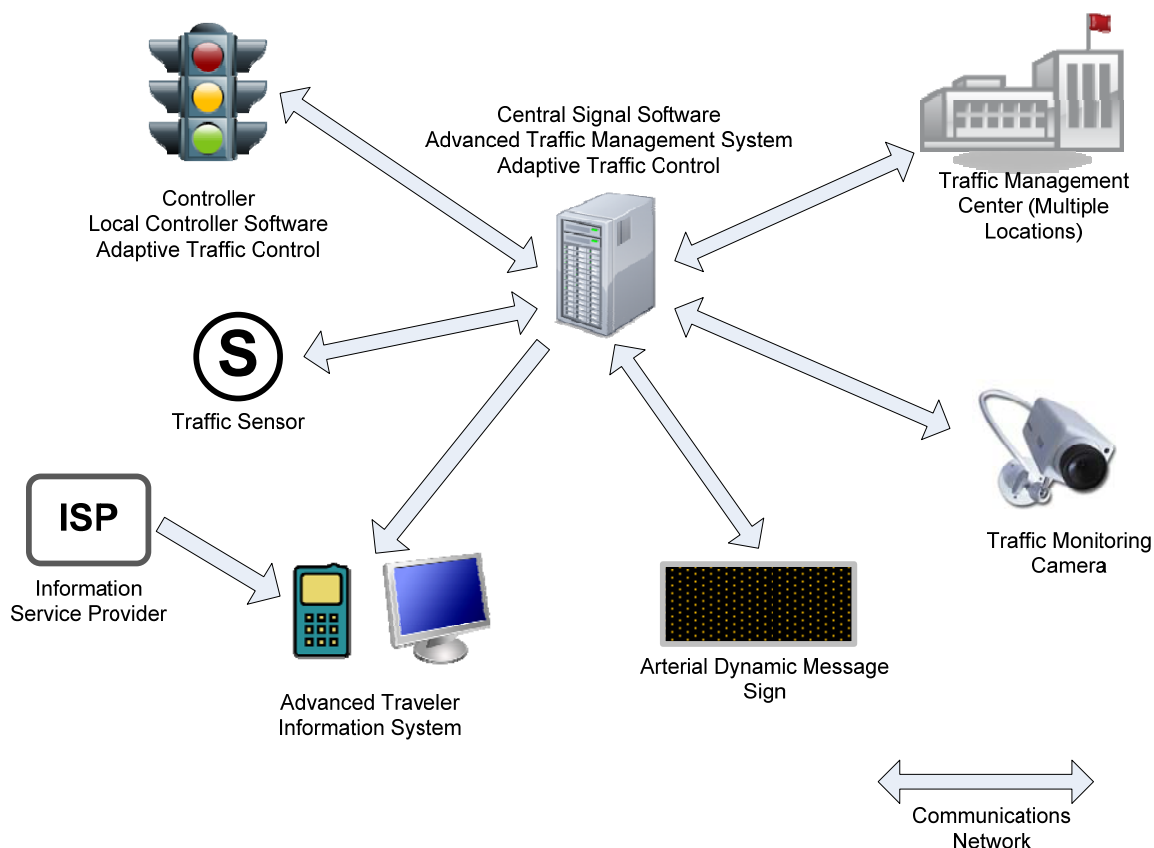 Central Signal Software
Advanced Traffic Management System
Adaptive Traffic Control
Controller
Local Controller Software
Adaptive Traffic Control
Traffic Management
Center (Multiple
Locations)
S
Traffic Sensor
ISP
Information
Service Provider
Traffic Monitoring
Camera
Arterial Dynamic Message
Sign
Advanced Traveler
Information System
Communications
Network